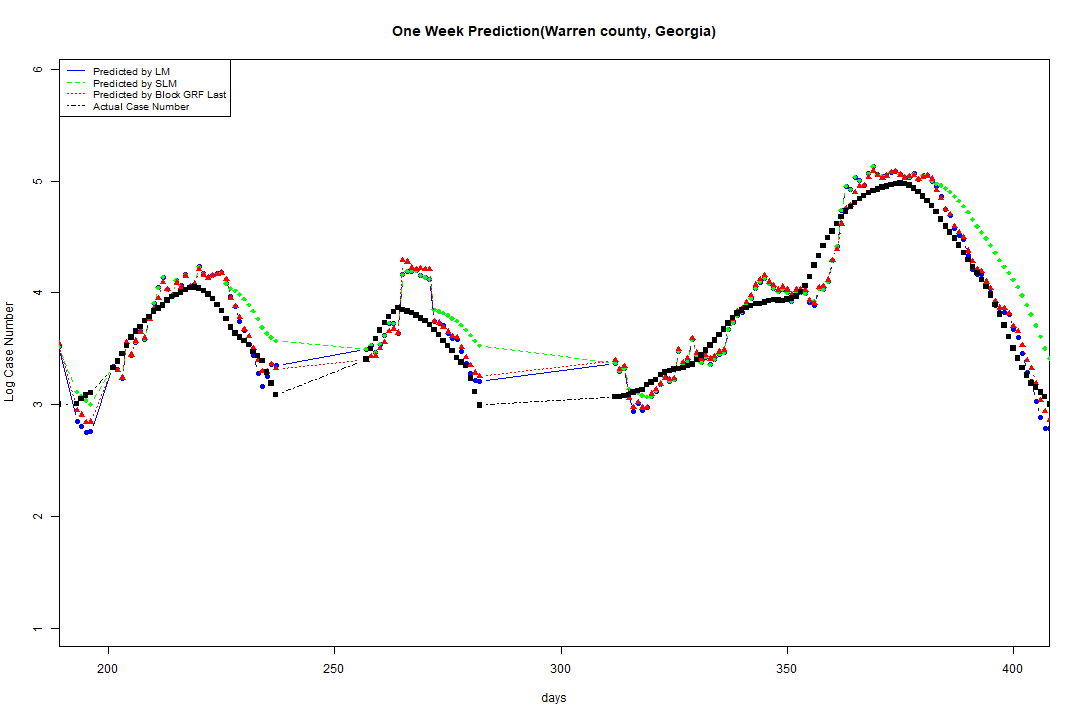 One Week Prediction(Warren county, Georgia)
Predicted by LM
Predicted by SLM
Predicted by Block GRF Last
Actual Case Number
6
5
4
3
2
1
Log Case Number
200 250 300 350 400
days